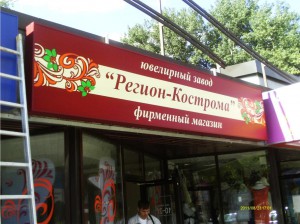 ювелирный завод
"Регион-Кострома"
фирменный магазин